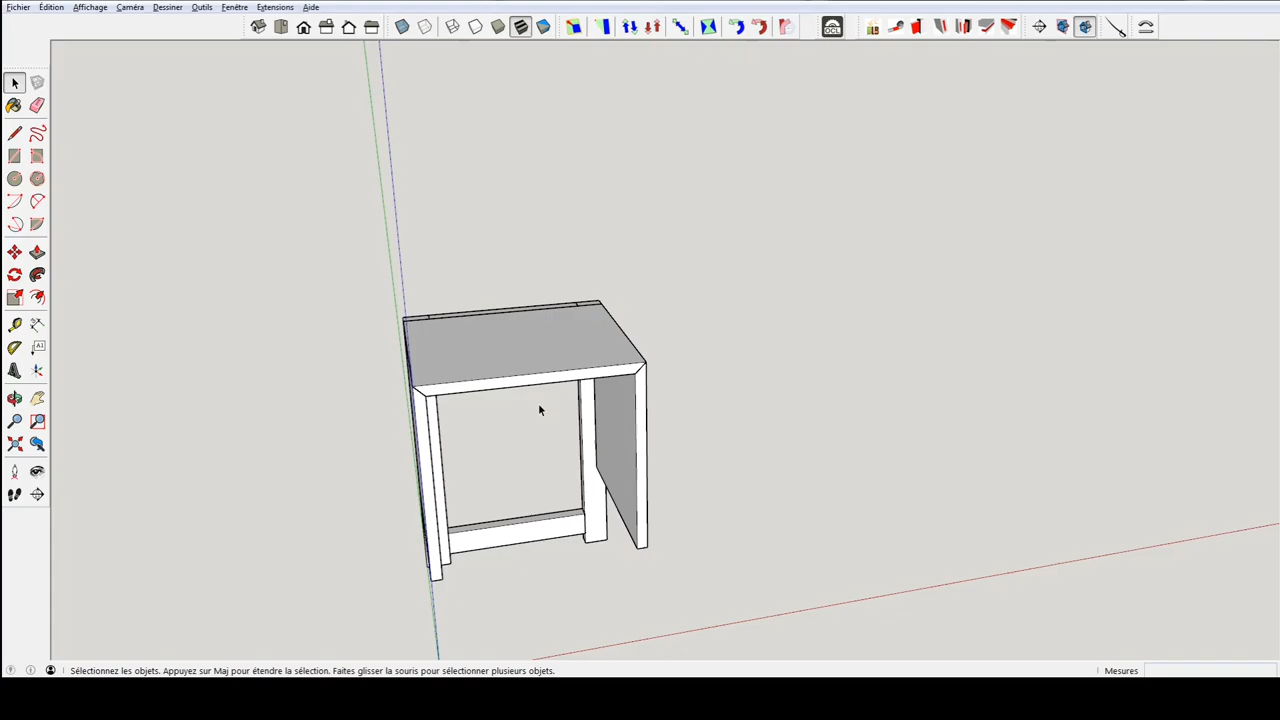 Fichier Édition Affichage Caméra Dessiner Outils Fenêtre Extensions Aide
OCL
Sélectionnez les objets. Appuyez sur Maj pour étendre la sélection. Faites glisser la souris pour sélectionner plusieurs objets.
Mesures